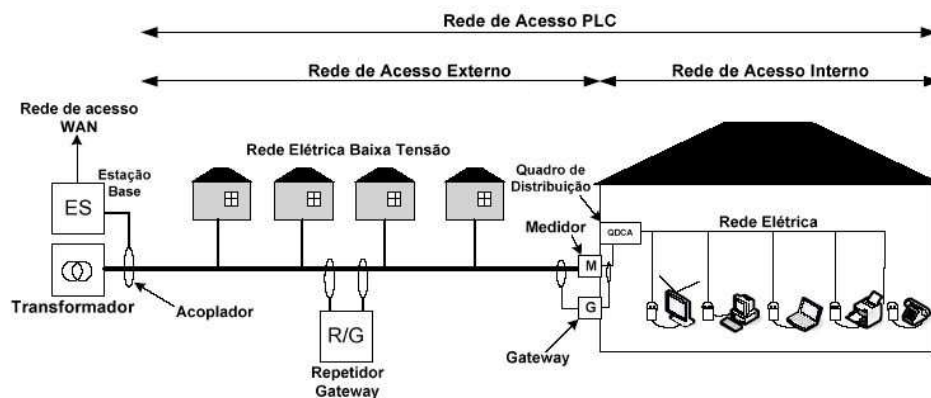 Rede de Acesso PLC
Rede de Acesso Externo
Rede de Acesso Interno
Rede de acesso
WAN
Rede Elétrica Baixa Tensão
Estação
Base
ES
Quadro de
Distribuição
QDCA
Rede Elétrica
Medidor
M
Transformador
Acoplador
R/G
G
Repetidor
Gateway
Gateway